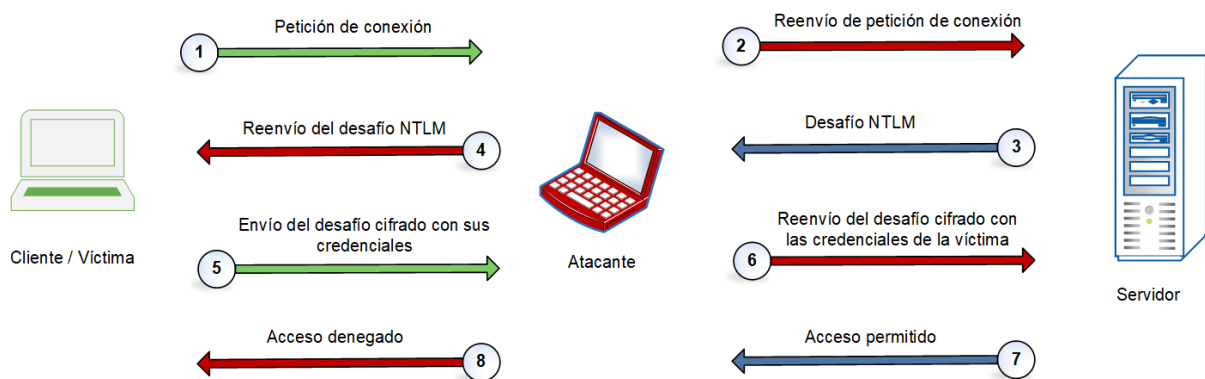 Petición de conexión
1
Reenvío de petición de conexión
2
Reenvío del desafío NTLM
4
Desafío NTLM
3
Envío del desafío cifrado con sus
credenciales
5
Reenvío del desafío cifrado con
las credenciales de la víctima
6
Cliente / Víctima
Atacante
Servidor
Acceso denegado
8
Acceso permitido
7